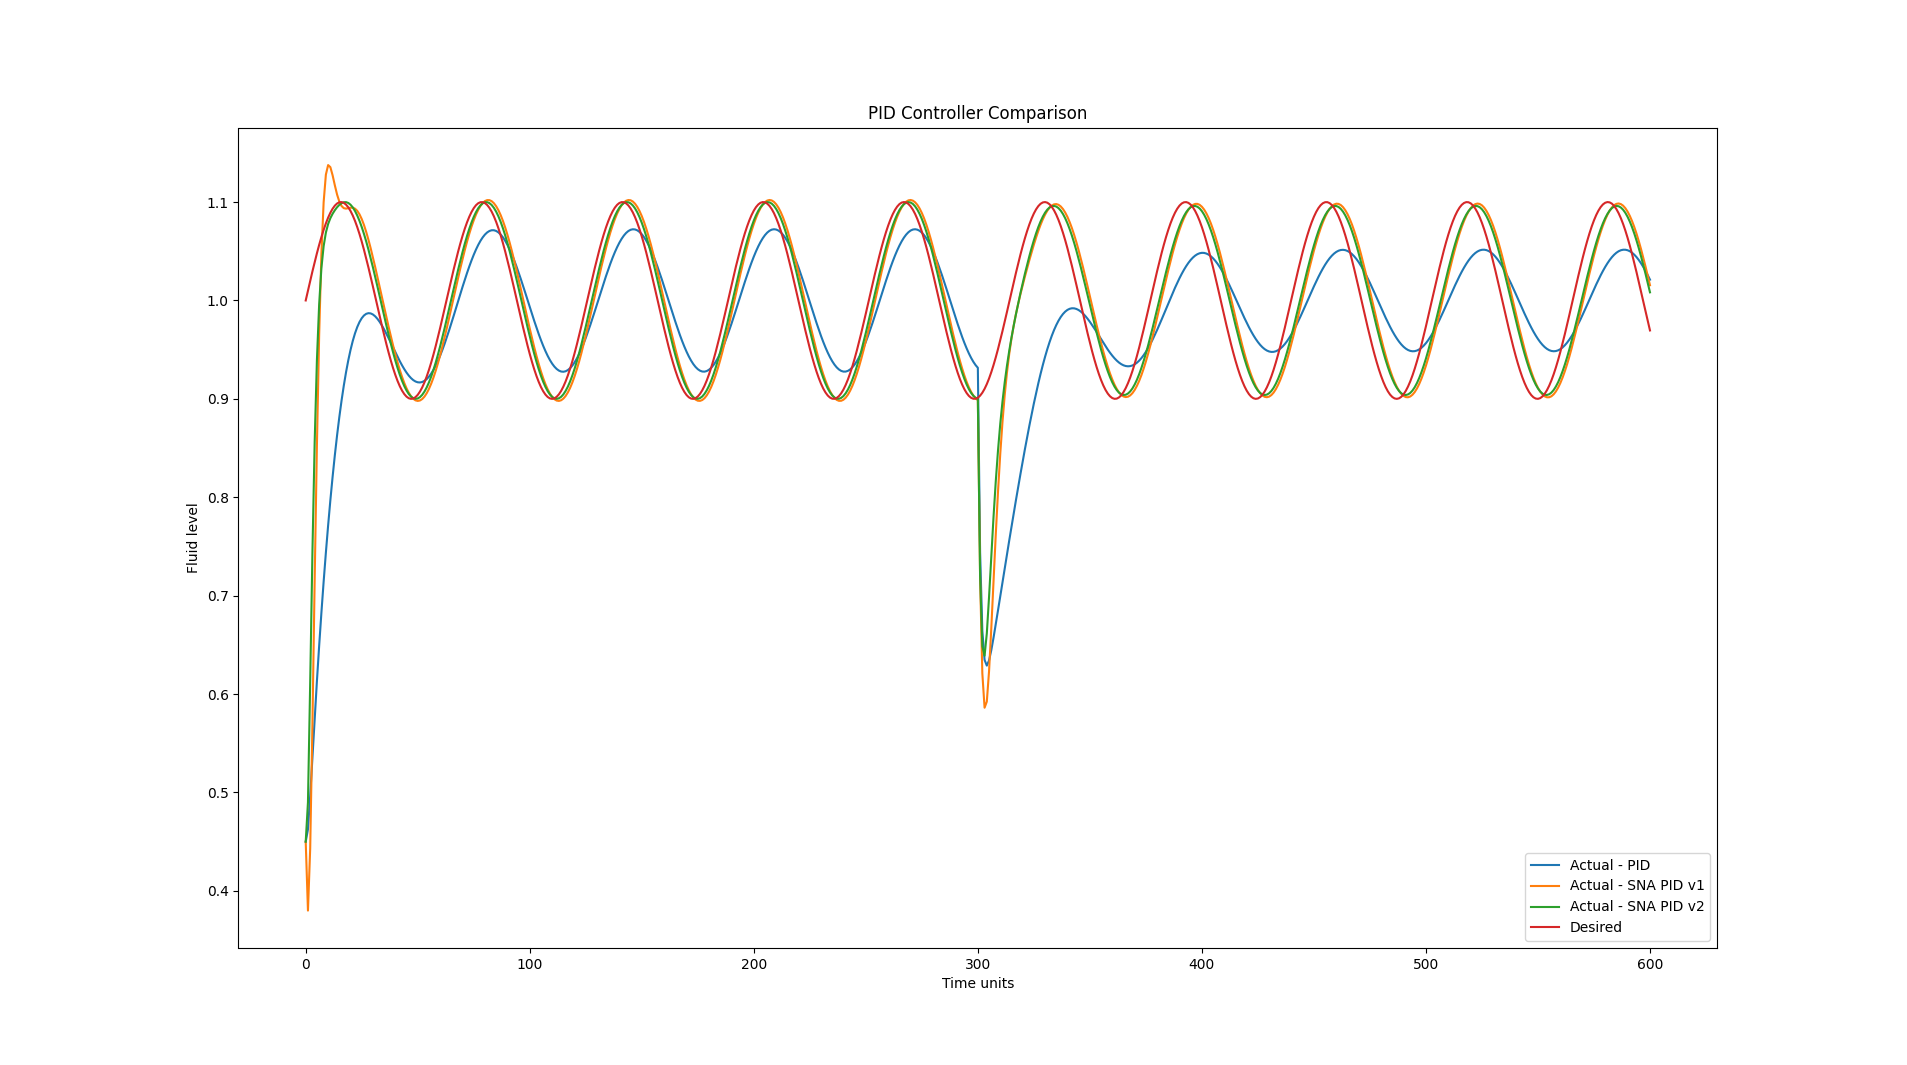 PID Controller Comparison
1.1
1.0
0.9
0.8
0.7
0.6
0.5
0.4
Fluid level
0
100
200
300
400
500
600
Time units
Actual - PID
Actual - SNA PID v1
Actual - SNA PID v2
Desired